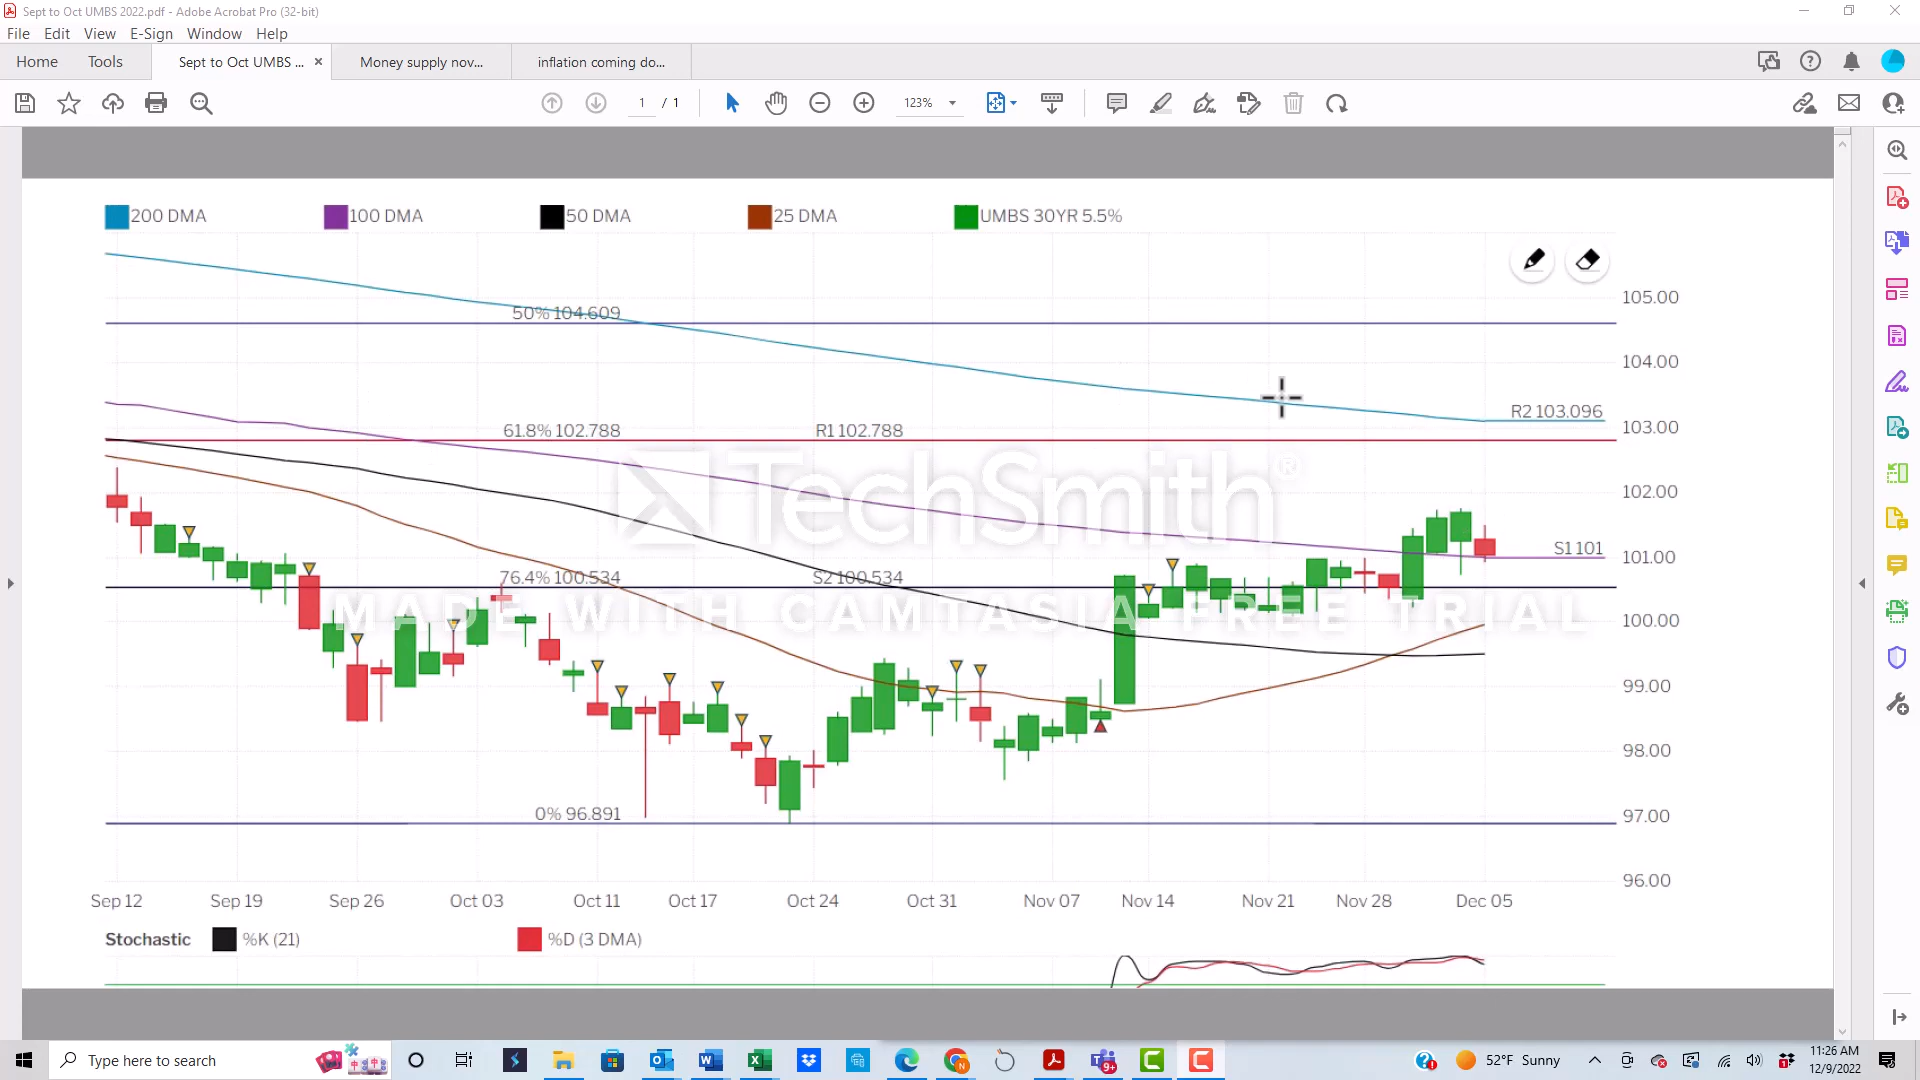 Sept to Oct UMBS 2022.pdf - Adobe Acrobat Pro (32-bit)
File Edit View E-Sign Window Help
Home Tools Sept to Oct UMBS ... × Money supply nov... inflation coming do...
1 / 1 123%
200 DMA 100 DMA 50 DMA 25 DMA UMBS 30YR 5.5%
105.00
50% 104.609
104.00
R2 103.096
103.00
61.8% 102.788 R1 102.788
TechSmith®
102.00
S1 101
101.00
76.4% 100.534 S2 100.534
MADE WITH CAMTASIA FREE TRIAL
100.00
99.00
98.00
0% 96.891
97.00
96.00
Sep 12 Sep 19 Sep 26 Oct 03 Oct 11 Oct 17 Oct 24 Oct 31 Nov 07 Nov 14 Nov 21 Nov 28 Dec 05
Stochastic %K (21) %D (3 DMA)
Type here to search 52°F Sunny 11:26 AM
12/9/2022